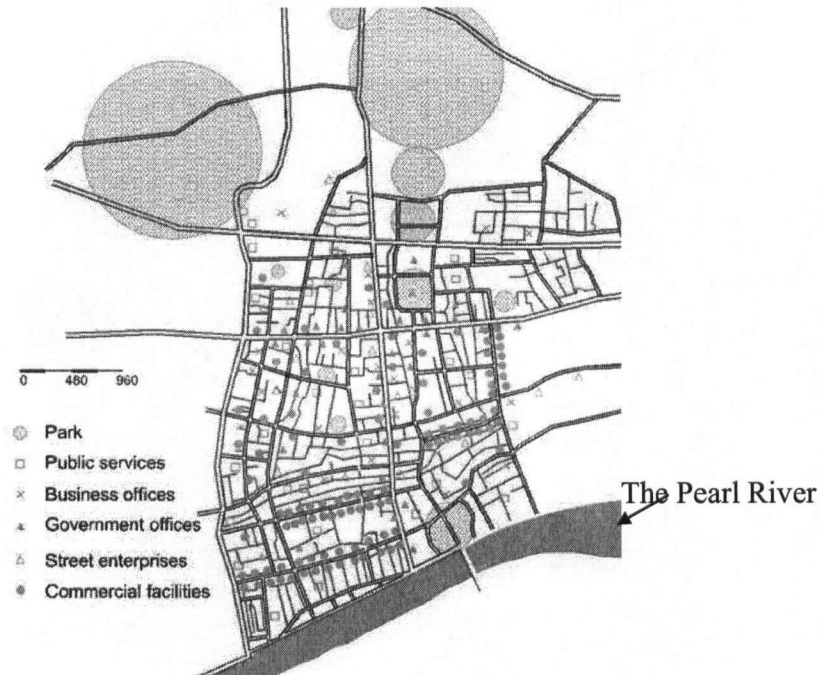 0 480 960
Park
Public services
Business offices
Government offices
Street enterprises
Commercial facilities
The Pearl River